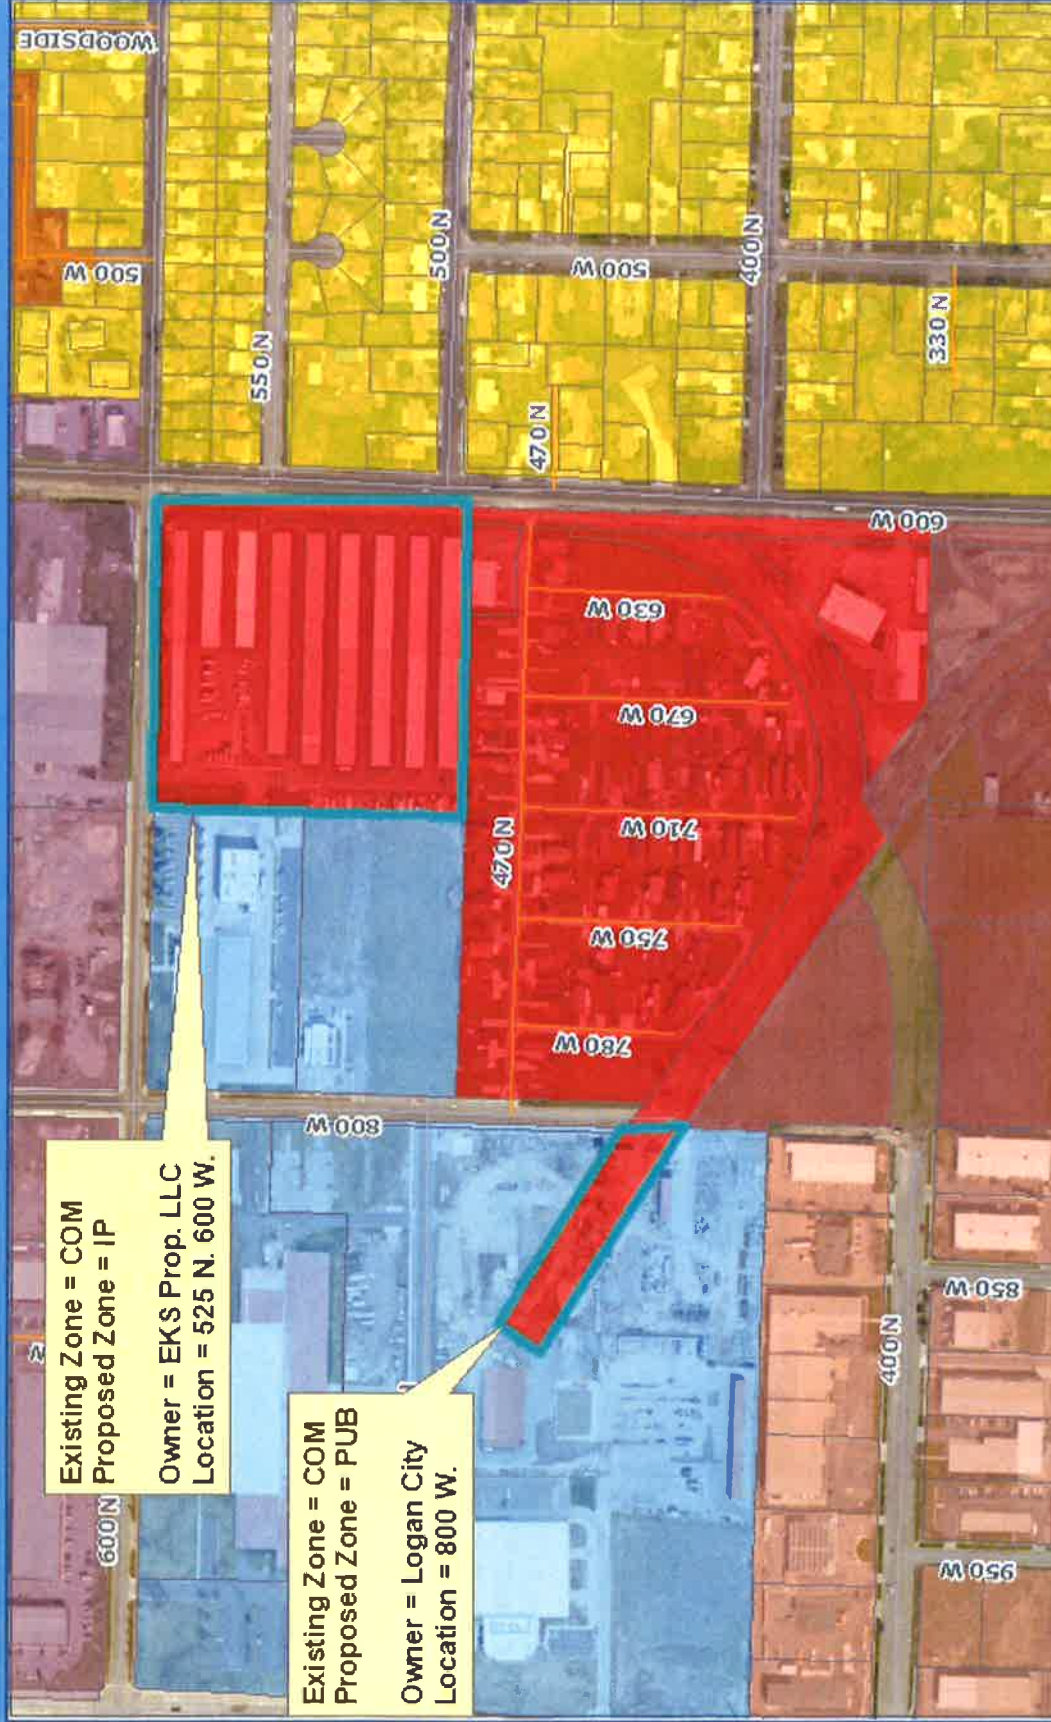 Existing Zone = COM
Proposed Zone = IP
Owner = EKS Prop. LLC
Location = 525 N. 600 W.
Existing Zone = COM
Proposed Zone = PUB
Owner = Logan City
Location = 800 W.
600 N
800 W
470 N
780 W
750 W
710 W
670 W
630 W
600 W
470 N
550 N
500 N
400 N
330 N
500 W
500 W
WOODSIDE
400 N
850 W
950 W